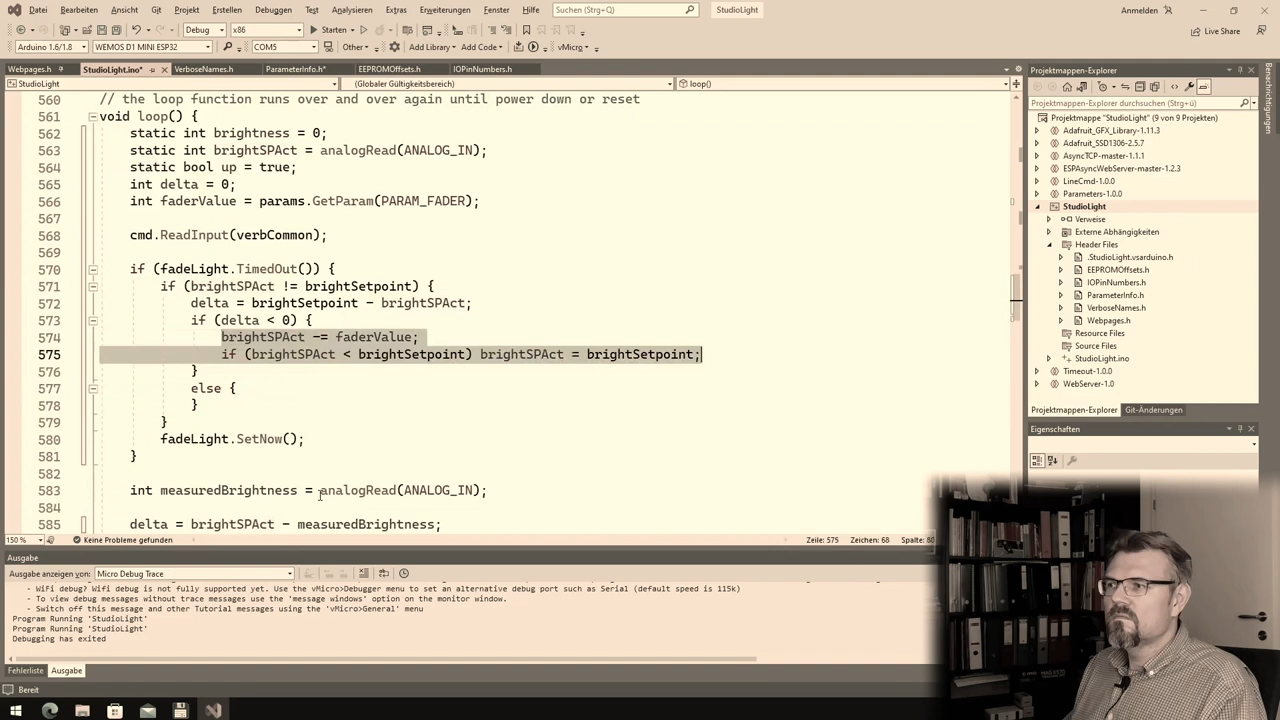 Datei Bearbeiten Ansicht Git Projekt Erstellen Debuggen Test Analysieren Extras Erweiterungen Fenster Hilfe Suchen (Strg+Q) StudioLight Anmelden
Debug x86 Starten Live Share
Arduino 1.6/1.8 WEMOS D1 MINI ESP32 COM5 Other Add Library Add Code vMicro
Webpages.h StudioLight.ino* VerboseNames.h ParameterInfo.h* EEPROMOffsets.h IOPinNumbers.h
StudioLight (Globaler Gültigkeitsbereich) loop()
560 // the loop function runs over and over again until power down or reset
561 void loop() {
562 static int brightness = 0;
563 static int brightSPAct = analogRead(ANALOG_IN);
564 static bool up = true;
565 int delta = 0;
566 int faderValue = params.GetParam(PARAM_FADER);
567
568 cmd.ReadInput(verbCommon);
569
570 if (fadeLight.TimedOut()) {
571 if (brightSPAct != brightSetpoint) {
572 delta = brightSetpoint - brightSPAct;
573 if (delta < 0) {
574 brightSPAct -= faderValue;
575 if (brightSPAct < brightSetpoint) brightSPAct = brightSetpoint;
576 }
577 else {
578 }
579 }
580 fadeLight.SetNow();
581 }
582
583 int measuredBrightness = analogRead(ANALOG_IN);
584
585 delta = brightSPAct - measuredBrightness;
150 % Keine Probleme gefunden Zeile: 575 Zeichen: 68 Spalte: 80
Ausgabe
Ausgabe anzeigen von: Micro Debug Trace
- WiFi debug? Wifi debug is not fully supported yet. Use the vMicro>Debugger menu to set an alternative debug port such as Serial (default speed is 115k)
- To view debug messages without trace messages use the 'message windows' option on the monitor window.
- Switch off this message and other Tutorial messages using the 'vMicro>General' menu
Program Running 'StudioLight'
Program Running 'StudioLight'
Debugging has exited
Fehlerliste Ausgabe
Bereit
Projektmappen-Explorer
Projektmappen-Explorer durchsuchen (Strg+ü)
Projektmappe "StudioLight" (9 von 9 Projekten)
Adafruit_GFX_Library-1.11.3
Adafruit_SSD1306-2.5.7
AsyncTCP-master-1.1.1
ESPAsyncWebServer-master-1.2.3
LineCmd-1.0.0
Parameters-1.0.0
StudioLight
Verweise
Externe Abhängigkeiten
Header Files
.StudioLight.vsarduino.h
EEPROMOffsets.h
IOPinNumbers.h
ParameterInfo.h
VerboseNames.h
Webpages.h
Resource Files
Source Files
StudioLight.ino
Timeout-1.0.0
WebServer-1.0
Projektmappen-Explorer Git-Änderungen
Eigenschaften
Benachrichtigungen